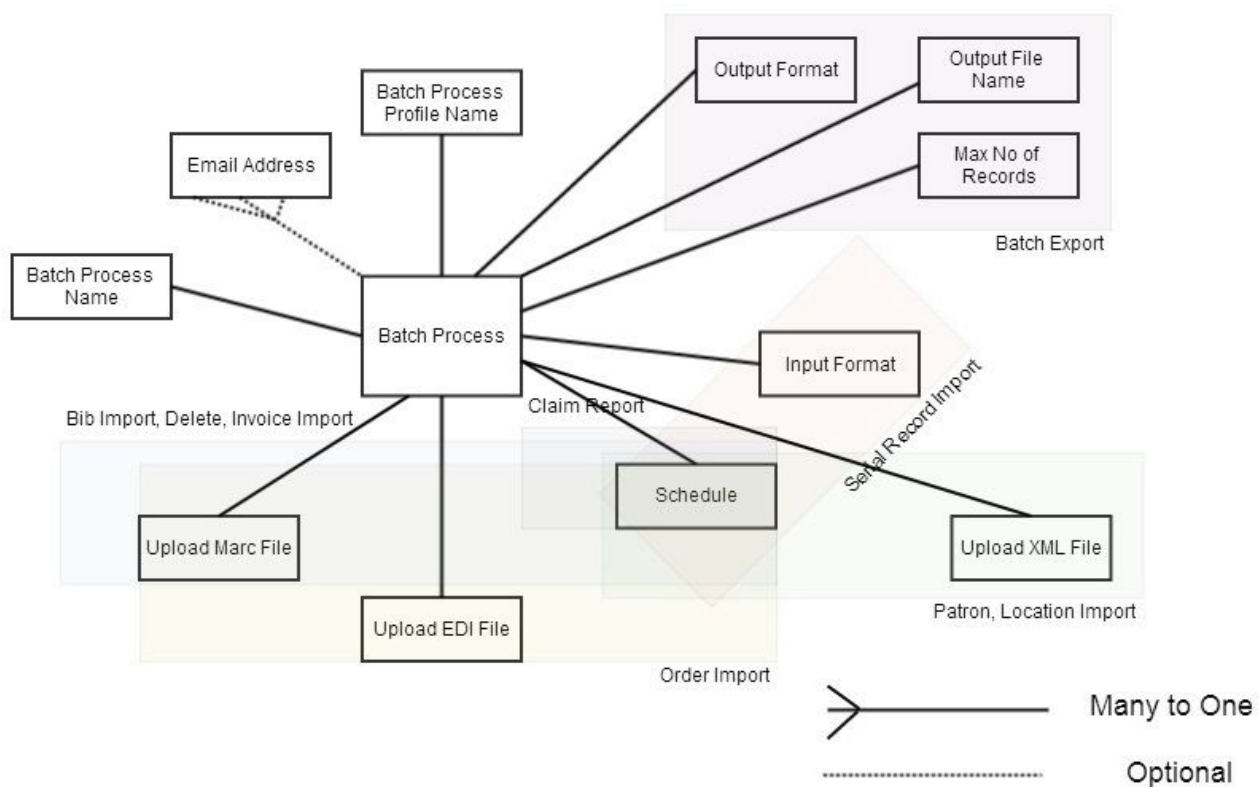 Output Format
Output File
Name
Batch Process
Profile Name
Email Address
Max No of
Records
Batch Export
Batch Process
Name
Batch Process
Input Format
Bib Import, Delete, Invoice Import
Claim Report
Serial Record Import
Schedule
Upload Marc File
Upload XML File
Patron, Location Import
Upload EDI File
Order Import
Many to One
Optional